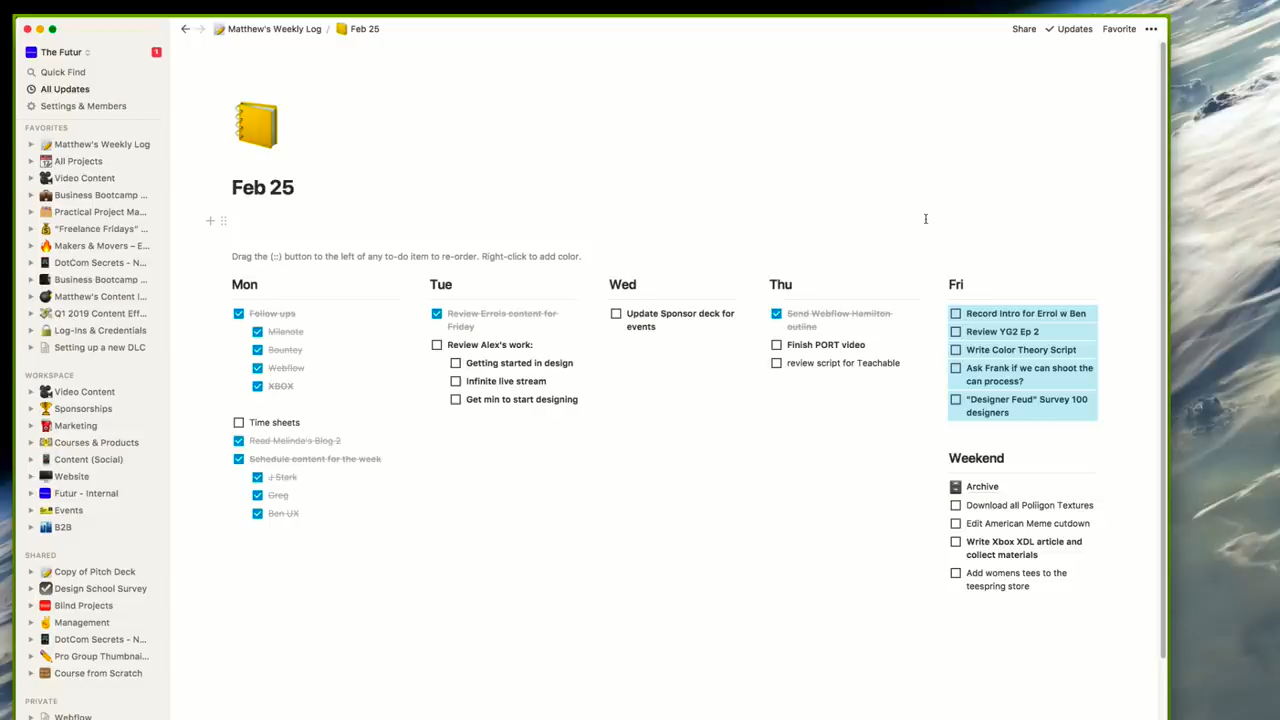 Matthew's Weekly Log / Feb 25
Share Updates Favorite •••
The Futur
1
Quick Find
All Updates
Settings & Members
FAVORITES
Matthew's Weekly Log
All Projects
Video Content
Business Bootcamp ...
Practical Project Ma...
"Freelance Fridays" ...
Makers & Movers – E...
DotCom Secrets - N...
Business Bootcamp ...
Matthew's Content I...
Q1 2019 Content Eff...
Log-Ins & Credentials
Setting up a new DLC
WORKSPACE
Video Content
Sponsorships
Marketing
Courses & Products
Content (Social)
Website
Futur - Internal
Events
B2B
SHARED
Copy of Pitch Deck
Design School Survey
Blind Projects
Management
DotCom Secrets - N...
Pro Group Thumbnai...
Course from Scratch
PRIVATE
Webflow
Feb 25
Drag the (::) button to the left of any to-do item to re-order. Right-click to add color.
Mon
Follow ups
Milanote
Bountey
Webflow
XBOX
Time sheets
Read Melinda's Blog 2
Schedule content for the week
J Stark
Greg
Ben UX
Tue
Review Errols content for
Friday
Review Alex's work:
Getting started in design
Infinite live stream
Get min to start designing
Wed
Update Sponsor deck for
events
Thu
Send Webflow Hamilton
outline
Finish PORT video
review script for Teachable
Fri
Record Intro for Errol w Ben
Review YG2 Ep 2
Write Color Theory Script
Ask Frank if we can shoot the
can process?
"Designer Feud" Survey 100
designers
Weekend
Archive
Download all Poliigon Textures
Edit American Meme cutdown
Write Xbox XDL article and
collect materials
Add womens tees to the
teespring store